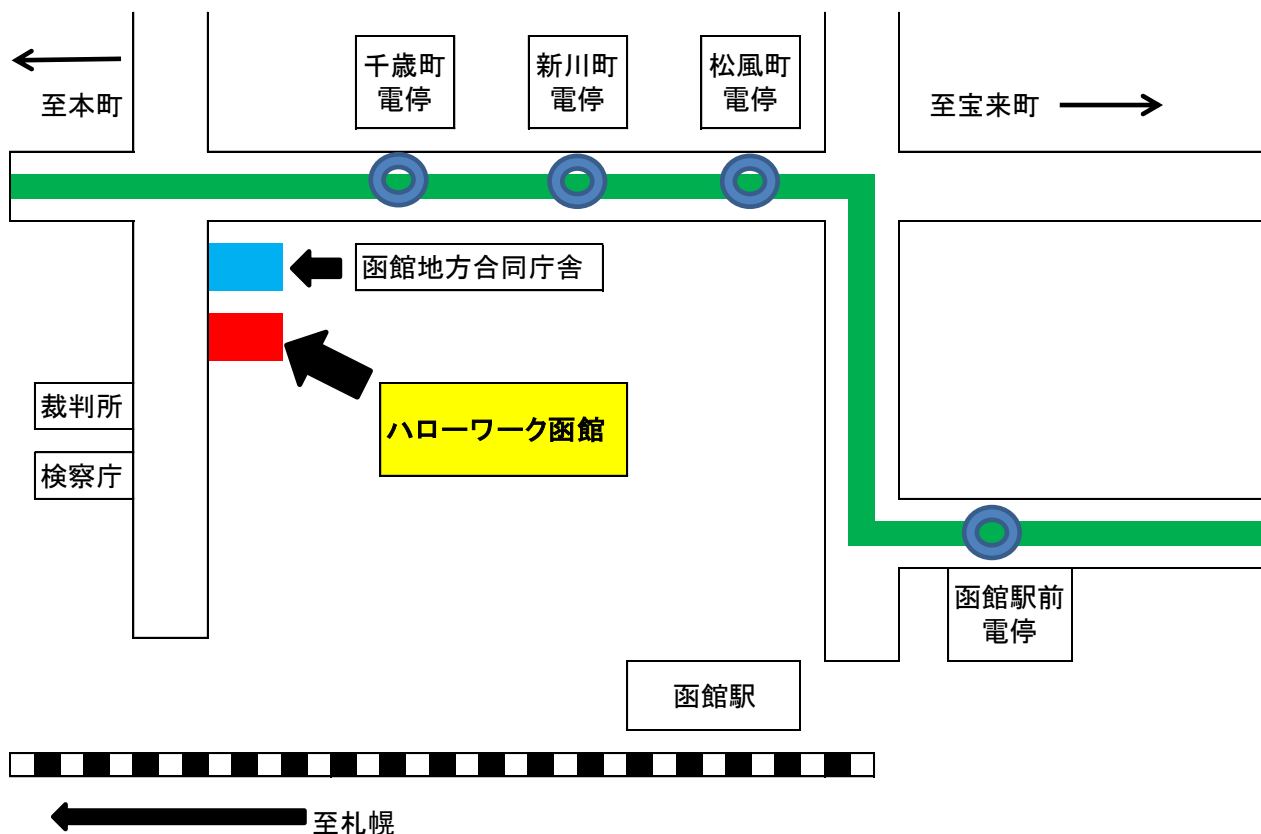 千歳町
電停
新川町
電停
松風町
電停
至本町
至宝来町
函館地方合同庁舎
裁判所
ハローワーク函館
検察庁
函館駅前
電停
函館駅
至札幌